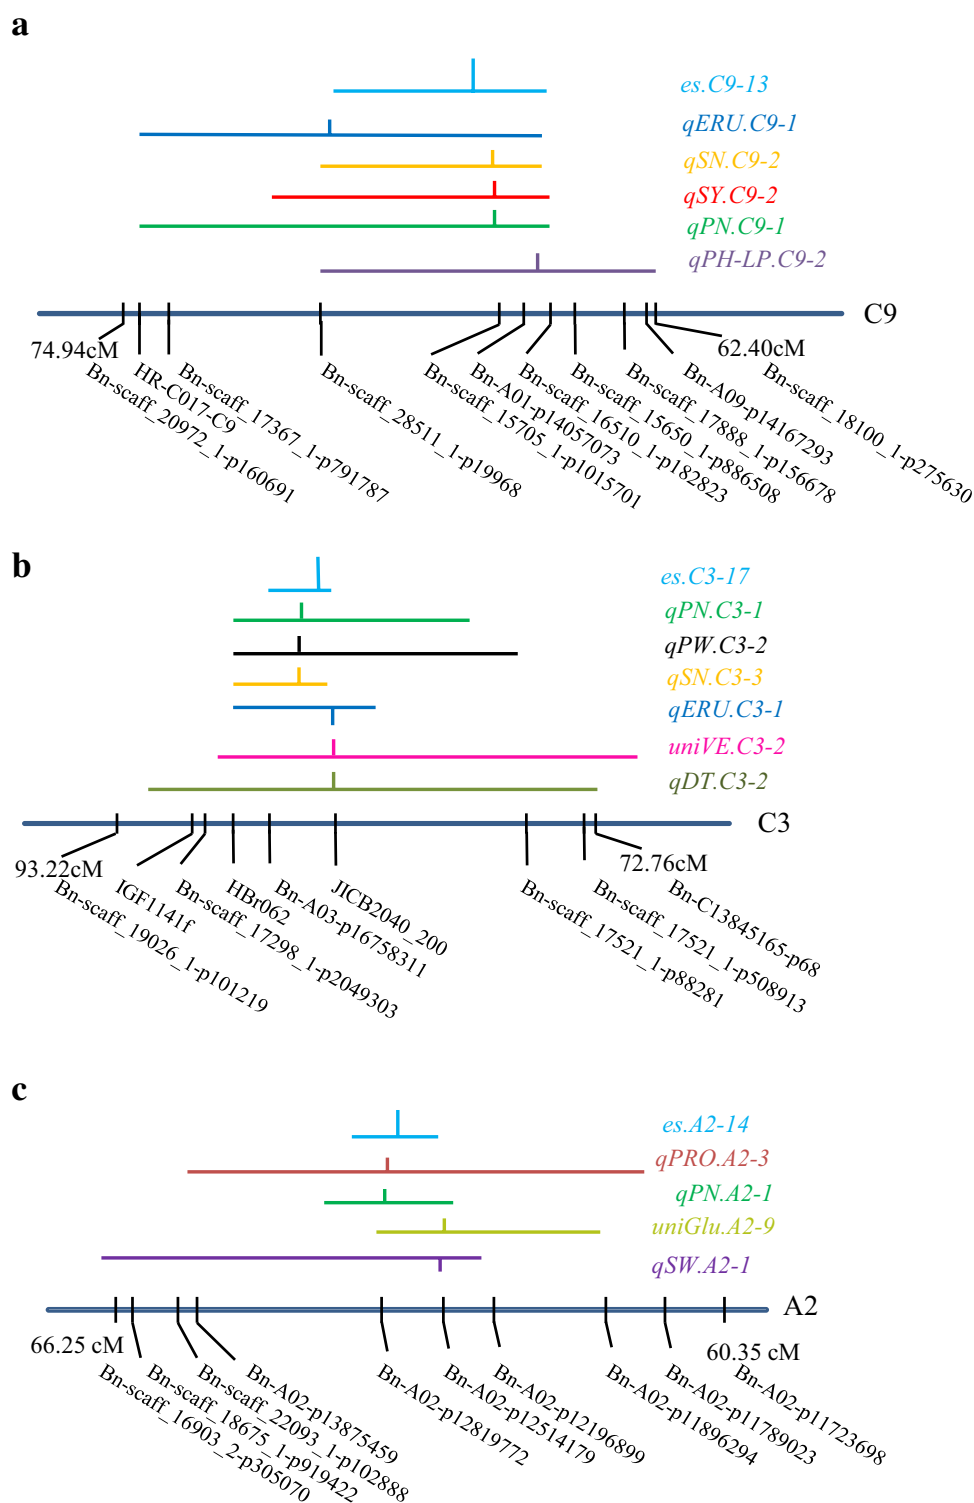 a
es.C9-13
qERU.C9-1
qSN.C9-2
qSY.C9-2
qPN.C9-1
qPH-LP.C9-2
C9
74.94cM
62.40cM
Bn-scaff_20972_1-p160691
HR-C017-C9
Bn-scaff_17367_1-p791787
Bn-scaff_28511_1-p19968
Bn-scaff_15705_1-p1015701
Bn-A01-p14057073
Bn-scaff_16510_1-p182823
Bn-scaff_15650_1-p886508
Bn-scaff_17888_1-p156678
Bn-A09-p14167293
Bn-scaff_18100_1-p275630
b
es.C3-17
qPN.C3-1
qPW.C3-2
qSN.C3-3
qERU.C3-1
uniVE.C3-2
qDT.C3-2
C3
93.22cM
72.76cM
Bn-scaff_19026_1-p101219
IGF1141f
Bn-scaff_17298_1-p2049303
HBr062
Bn-A03-p16758311
JICB2040_200
Bn-scaff_17521_1-p88281
Bn-scaff_17521_1-p508913
Bn-C13845165-p68
c
es.A2-14
qPRO.A2-3
qPN.A2-1
uniGlu.A2-9
qSW.A2-1
A2
66.25 cM
60.35 cM
Bn-scaff_16903_2-p305070
Bn-scaff_18675_1-p919422
Bn-scaff_22093_1-p102888
Bn-A02-p13875459
Bn-A02-p12819772
Bn-A02-p12514179
Bn-A02-p12196899
Bn-A02-p11896294
Bn-A02-p11789023
Bn-A02-p11723698